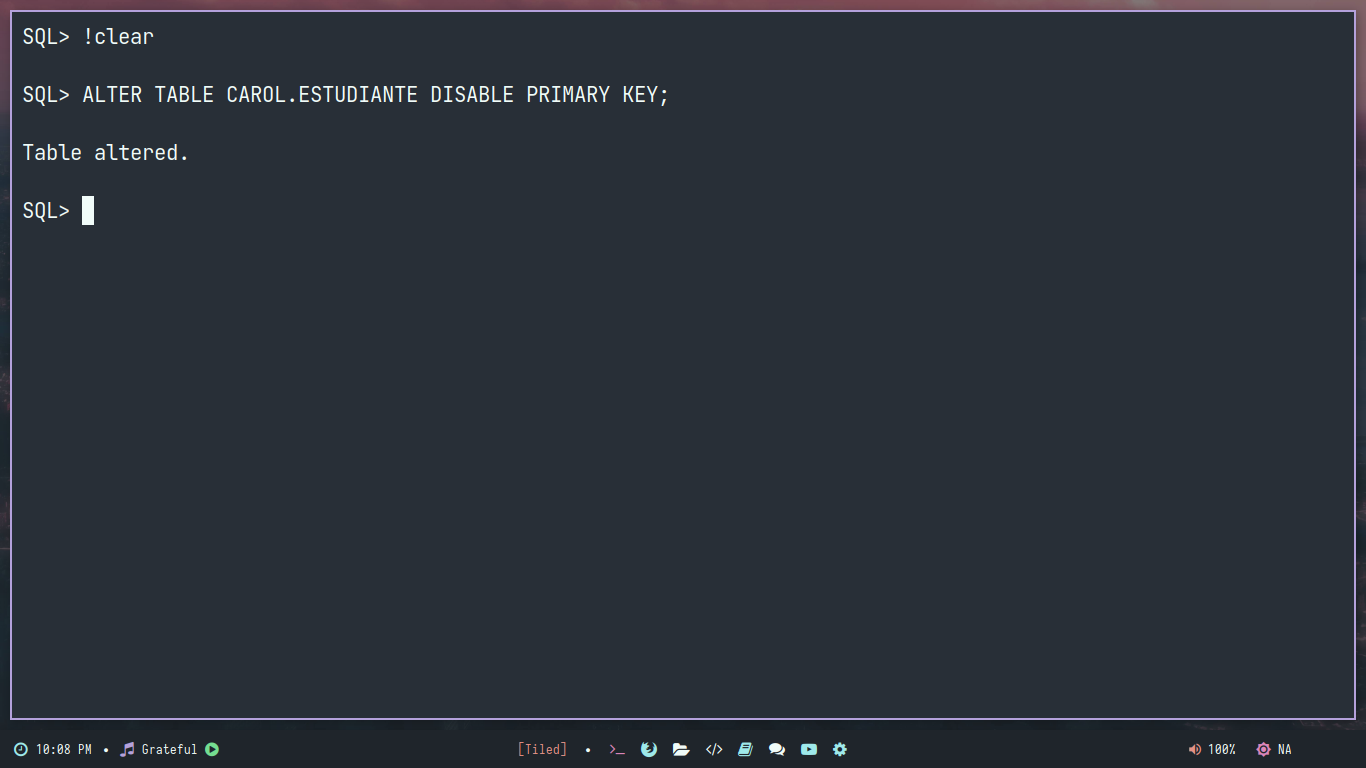 SQL> !clear
SQL> ALTER TABLE CAROL.ESTUDIANTE DISABLE PRIMARY KEY;
Table altered.
SQL>
10:08 PM • Grateful [Tiled] • >_ </> 100% NA